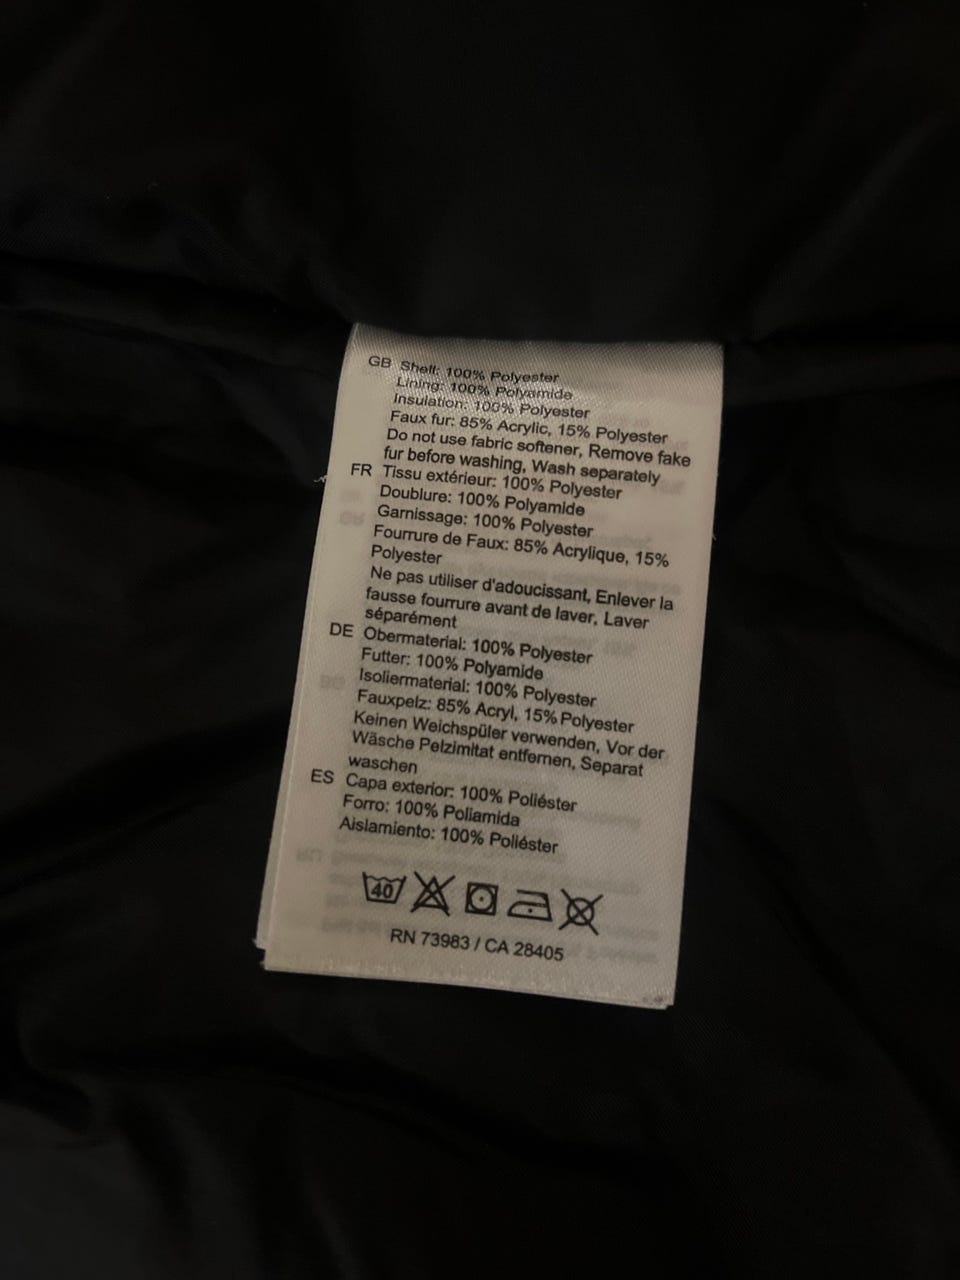 GB Shell: 100% Polyester
Lining: 100% Polyamide
Insulation: 100% Polyester
Faux fur: 85% Acrylic, 15% Polyester
Do not use fabric softener, Remove fake
fur before washing, Wash separately
FR Tissu extérieur: 100% Polyester
Doublure: 100% Polyamide
Garnissage: 100% Polyester
Fourrure de Faux: 85% Acrylique, 15%
Polyester
Ne pas utiliser d'adoucissant, Enlever la
fausse fourrure avant de laver, Laver
séparément
DE Obermaterial: 100% Polyester
Futter: 100% Polyamide
Isoliermaterial: 100% Polyester
Fauxpelz: 85% Acryl, 15% Polyester
Keinen Weichspüler verwenden, Vor der
Wäsche Pelzimitat entfernen, Separat
waschen
ES Capa exterior: 100% Poliéster
Forro: 100% Poliamida
Aislamiento: 100% Poliéster
40
RN 73983 / CA 28405